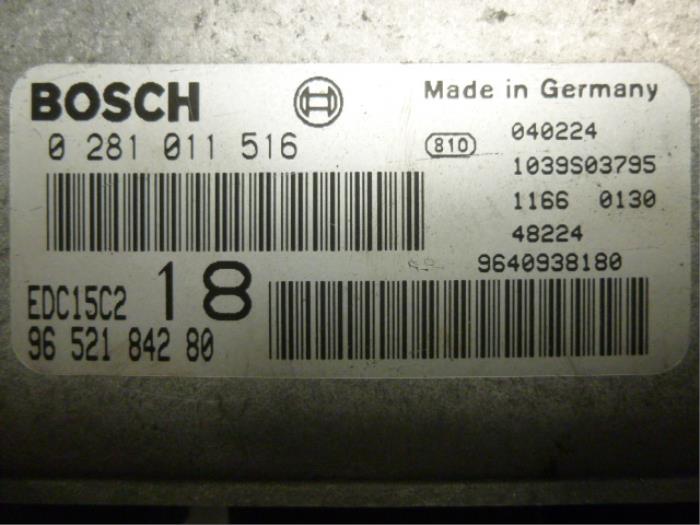 BOSCH
Made in Germany
0 281 011 516
810
040224
1039S03795
1166 0130
48224
9640938180
EDC15C2 18
96 521 842 80